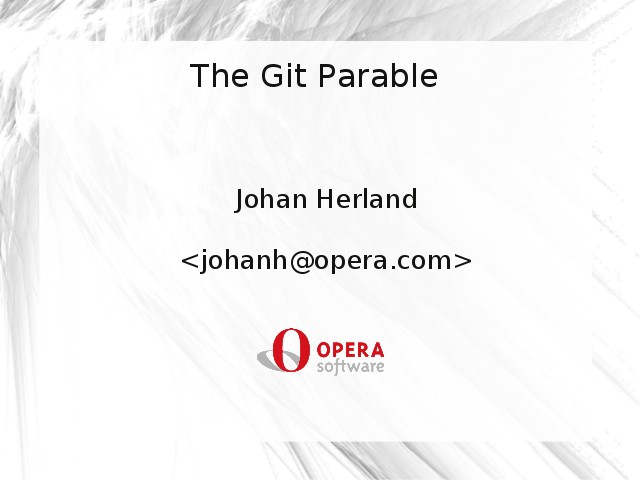 The Git Parable
Johan Herland
<johanh@opera.com>
OPERA
software